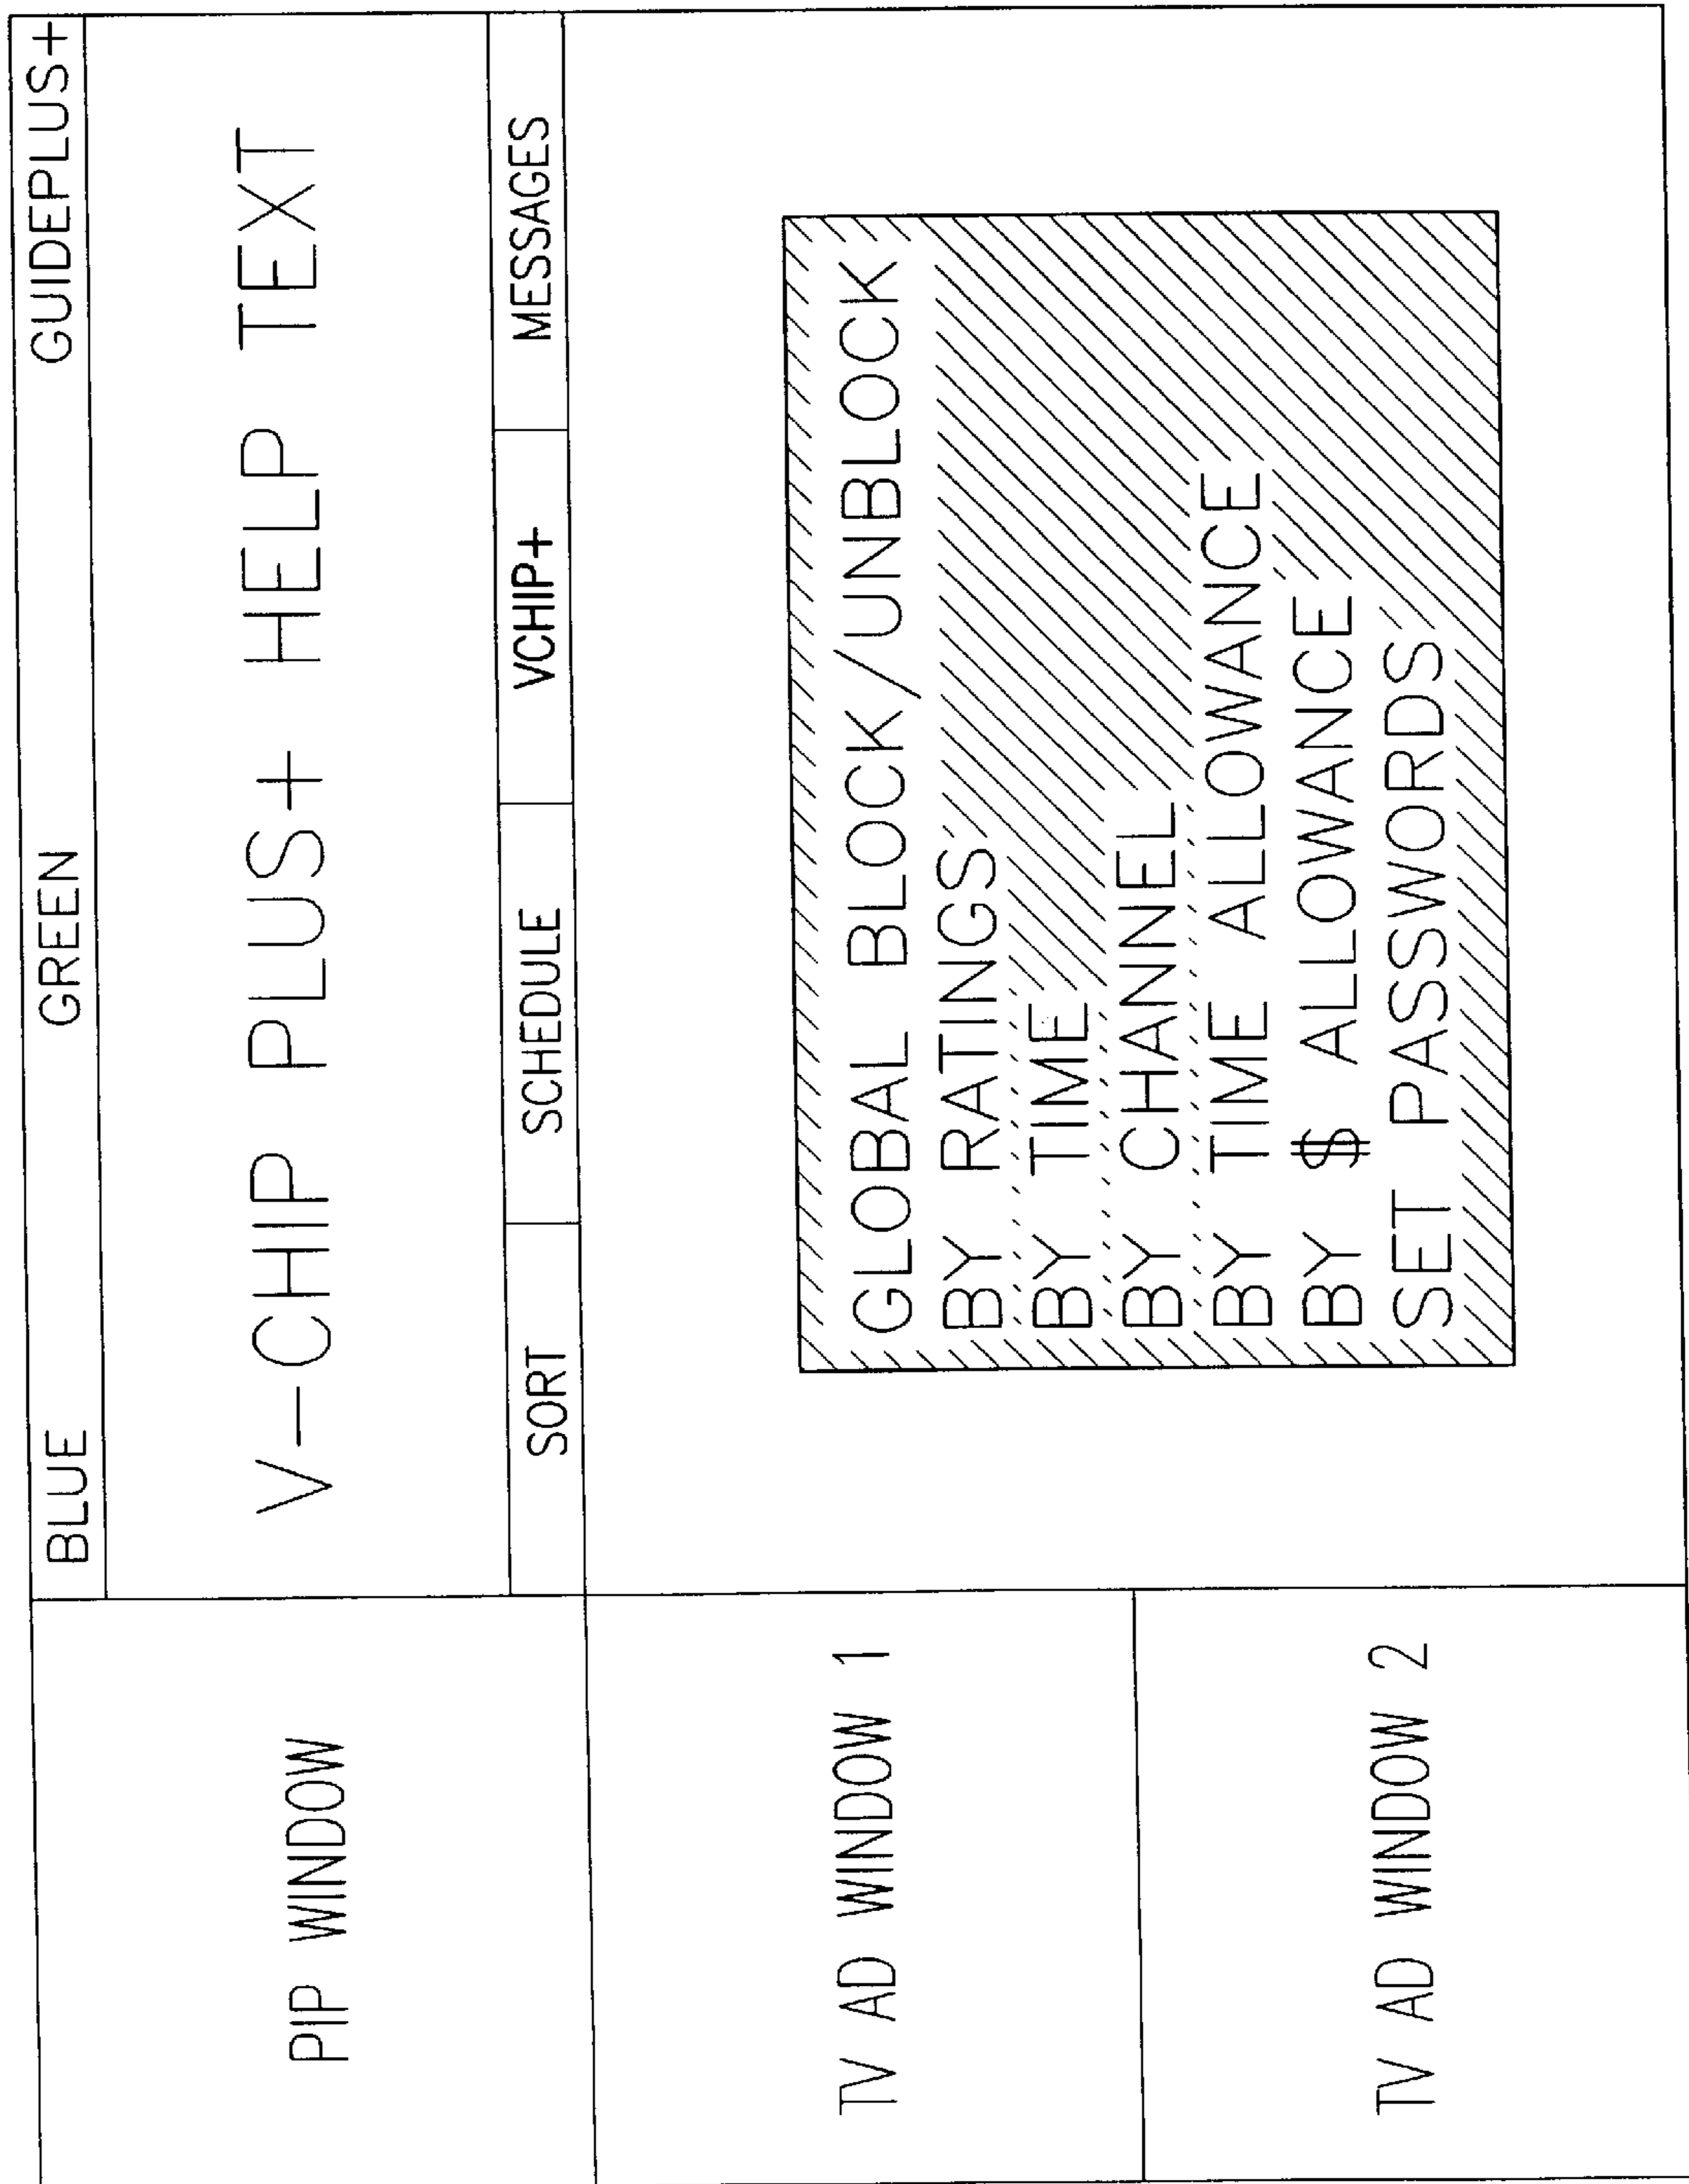 BLUE GREEN GUIDEPLUS+
PIP WINDOW
V-CHIP PLUS+ HELP TEXT
SORT SCHEDULE VCHIP+ MESSAGES
TV AD WINDOW 1
TV AD WINDOW 2
GLOBAL BLOCK/UNBLOCK
BY RATINGS
BY TIME
BY CHANNEL
BY TIME ALLOWANCE
BY $ ALLOWANCE
SET PASSWORDS